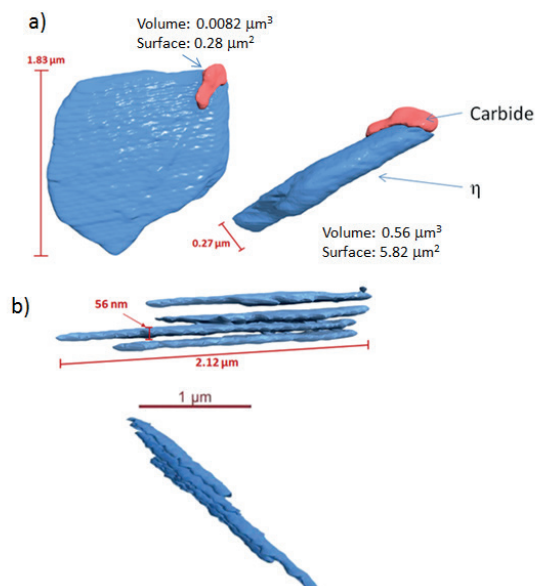 a)
Volume: 0.0082 µm³
Surface: 0.28 µm²
1.83 µm
Carbide
η
0.27 µm
Volume: 0.56 µm³
Surface: 5.82 µm²
b)
56 nm
2.12 µm
1 µm